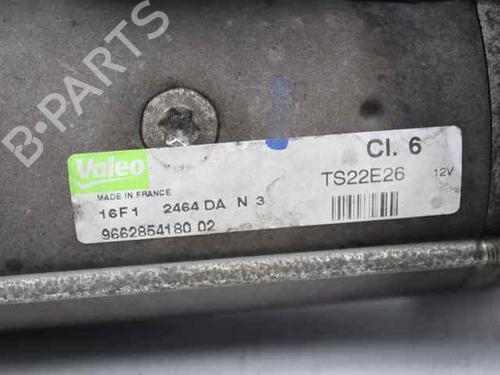 B-PARTS
Valeo
Cl. 6
MADE IN FRANCE
TS22E26 12V
16F1 2464 DA N 3
9662854180 02